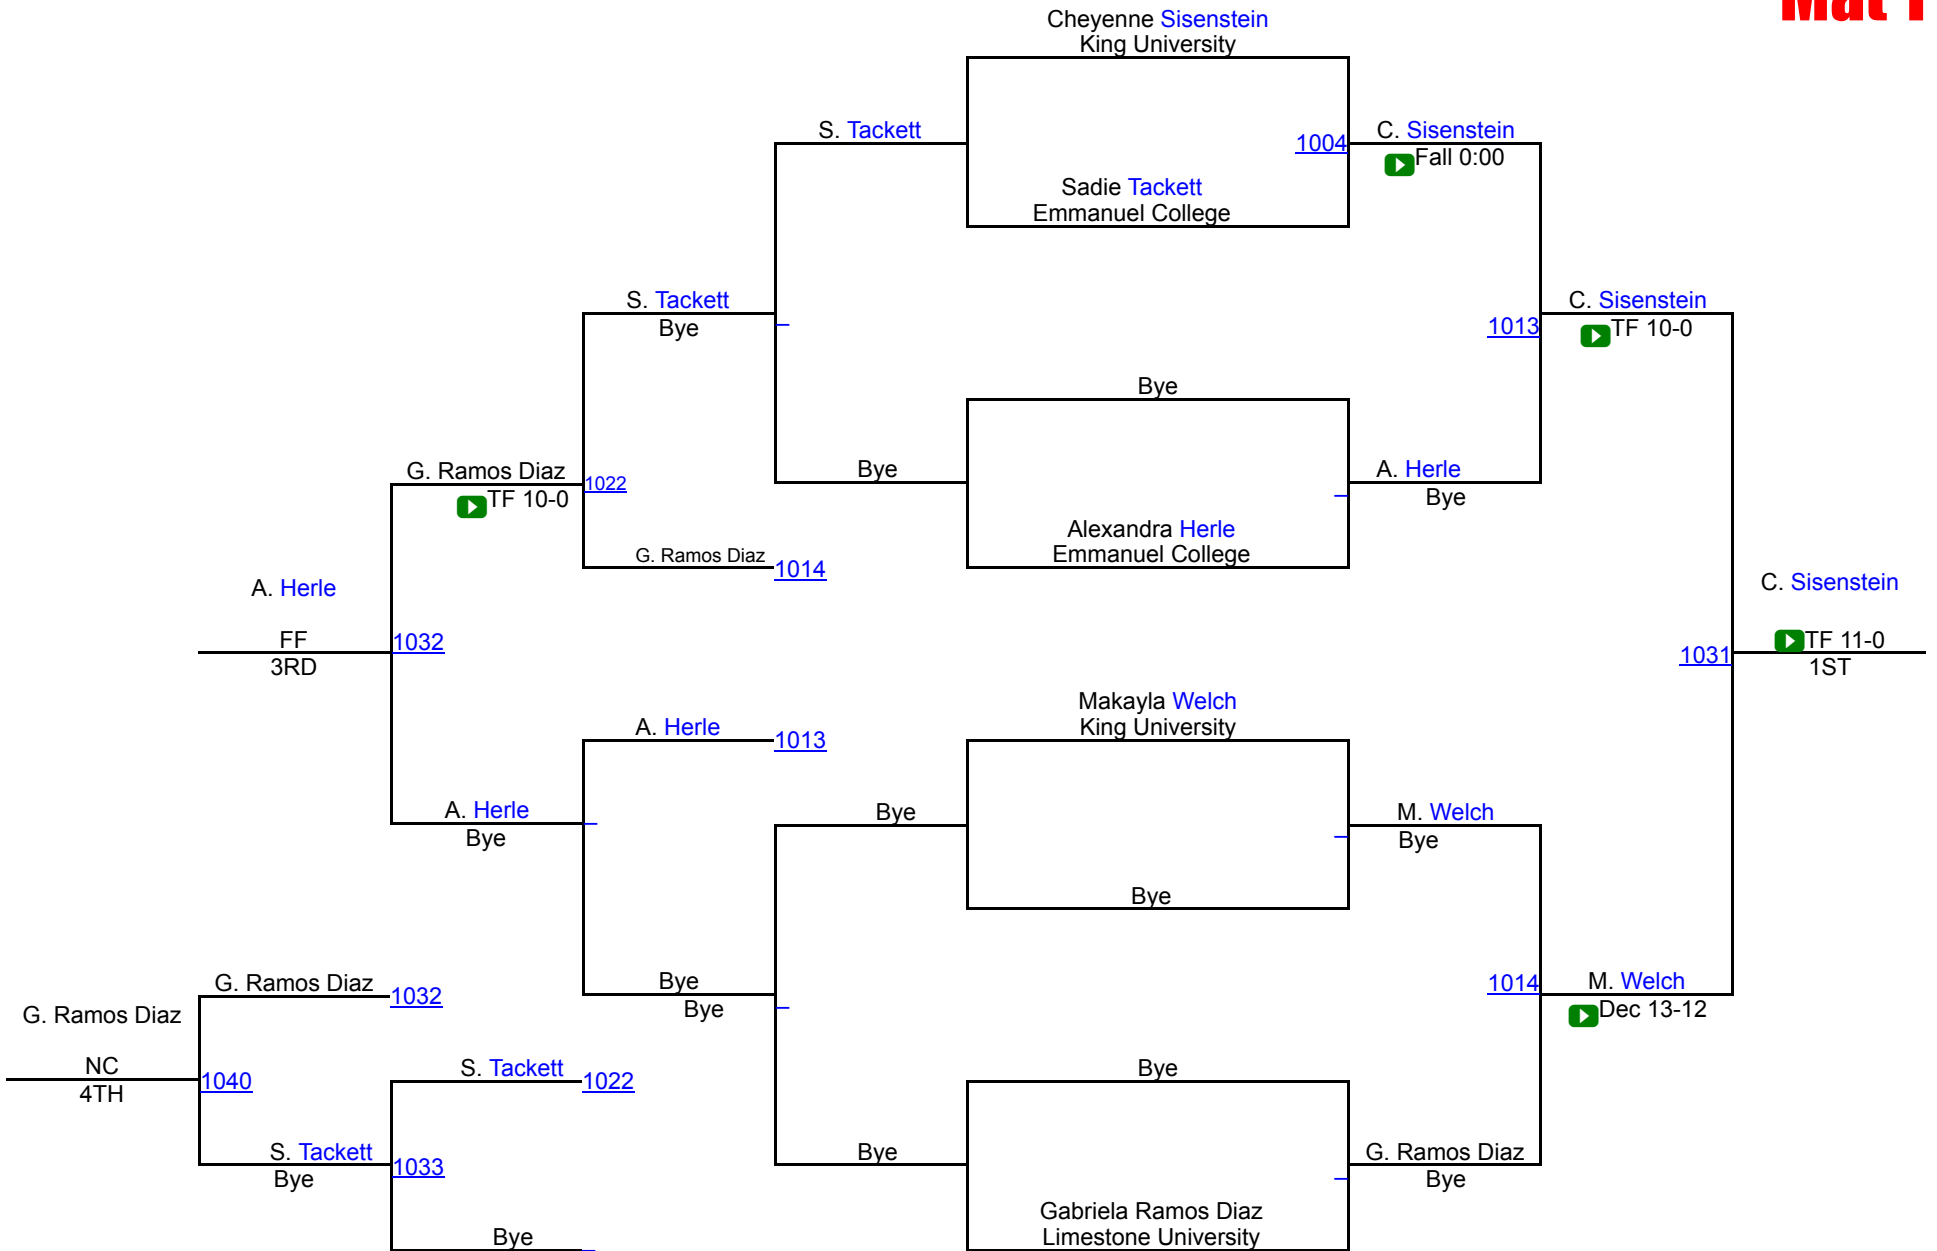 Mat 1
Cheyenne Sisenstein
King University
S. Tackett
1004
C. Sisenstein
Fall 0:00
Sadie Tackett
Emmanuel College
S. Tackett
Bye
1013
C. Sisenstein
TF 10-0
Bye
G. Ramos Diaz
TF 10-0
1022
Bye
A. Herle
Bye
Alexandra Herle
Emmanuel College
G. Ramos Diaz
1014
A. Herle
FF
3RD
1032
C. Sisenstein
TF 11-0
1ST
1031
Makayla Welch
King University
A. Herle
1013
A. Herle
Bye
Bye
M. Welch
Bye
Bye
G. Ramos Diaz
1032
Bye
Bye
1014
M. Welch
Dec 13-12
G. Ramos Diaz
NC
4TH
1040
S. Tackett
1022
Bye
S. Tackett
Bye
1033
Bye
G. Ramos Diaz
Bye
Gabriela Ramos Diaz
Limestone University
Bye